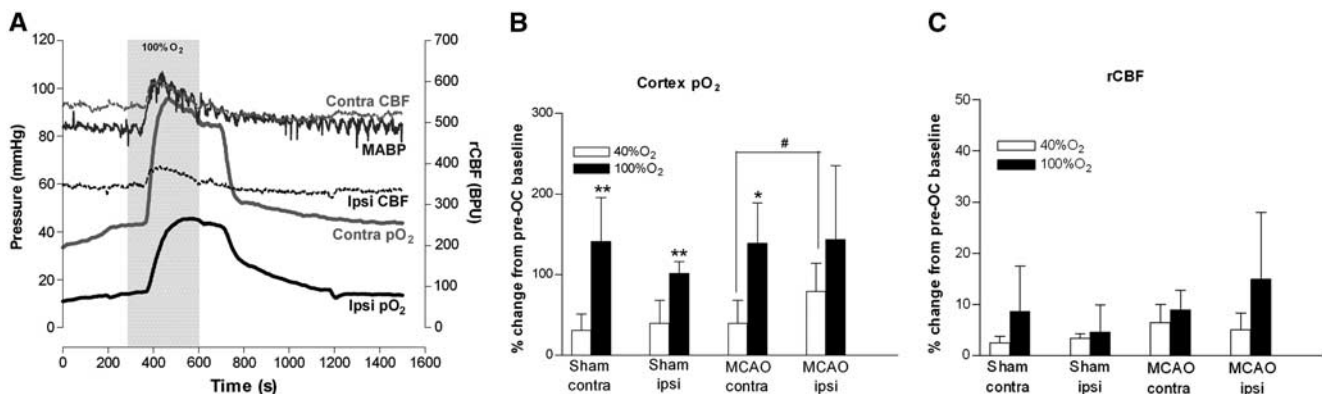 A
120
100
80
60
40
20
0
Pressure (mmHg)
100% O₂
Contra CBF
MABP
Ipsi CBF
Contra pO₂
Ipsi pO₂
700
600
500
400
300
200
100
0
rCBF (BPU)
0 200 400 600 800 1000 1200 1400 1600
Time (s)
B
Cortex pO₂
300
200
100
0
% change from pre-OC baseline
40%O₂
100%O₂
**
**
*
#
Sham contra
Sham ipsi
MCAO contra
MCAO ipsi
C
rCBF
50
40
30
20
10
0
% change from pre-OC baseline
40%O₂
100%O₂
Sham contra
Sham ipsi
MCAO contra
MCAO ipsi